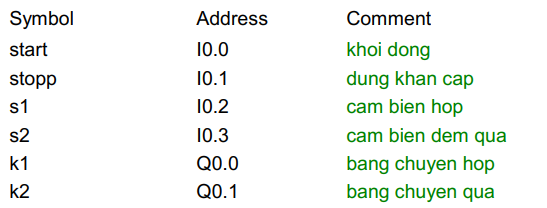 Symbol Address Comment
start I0.0 khoi dong
stopp I0.1 dung khan cap
s1 I0.2 cam bien hop
s2 I0.3 cam bien dem qua
k1 Q0.0 bang chuyen hop
k2 Q0.1 bang chuyen qua